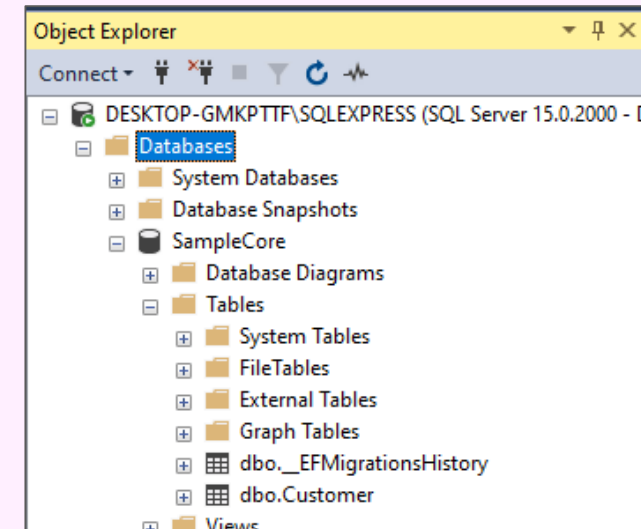 Object Explorer
Connect
DESKTOP-GMKPTTF\SQLEXPRESS (SQL Server 15.0.2000 -
Databases
System Databases
Database Snapshots
SampleCore
Database Diagrams
Tables
System Tables
FileTables
External Tables
Graph Tables
dbo.__EFMigrationsHistory
dbo.Customer
Views